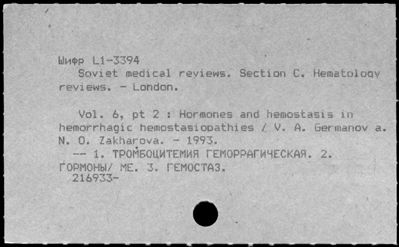 Шифр L1-3394
Soviet medical reviews. Section C. Hematology
reviews. - London.
Vol. 6, pt 2 : Hormones and hemostasis in
hemorrhagic hemostasiopathies / V. A. Germanov a.
N. O. Zakharova. - 1993.
-- 1. ТРОМБОЦИТЕМИЯ ГЕМОРРАГИЧЕСКАЯ. 2.
ГОРМОНЫ/ МЕ. 3. ГЕМОСТАЗ.
216933-